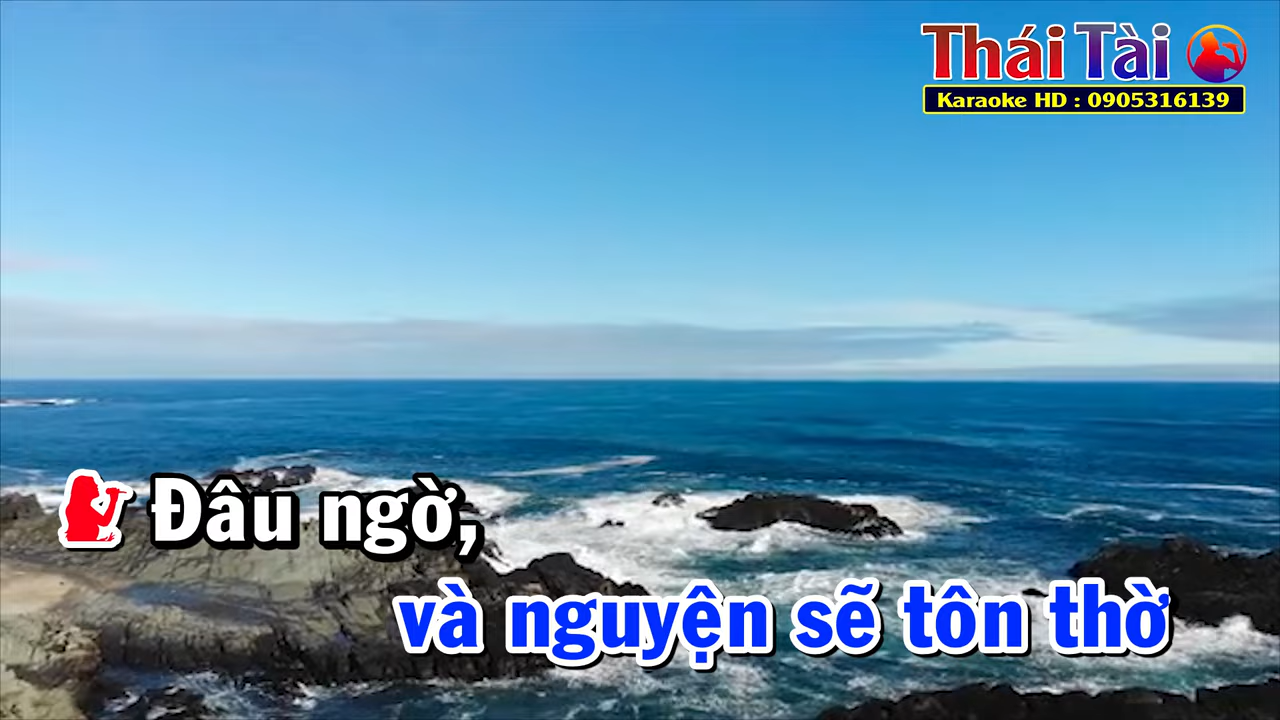 Thái Tài
Karaoke HD : 0905316139
Đâu ngờ,
và nguyện sẽ tôn thờ